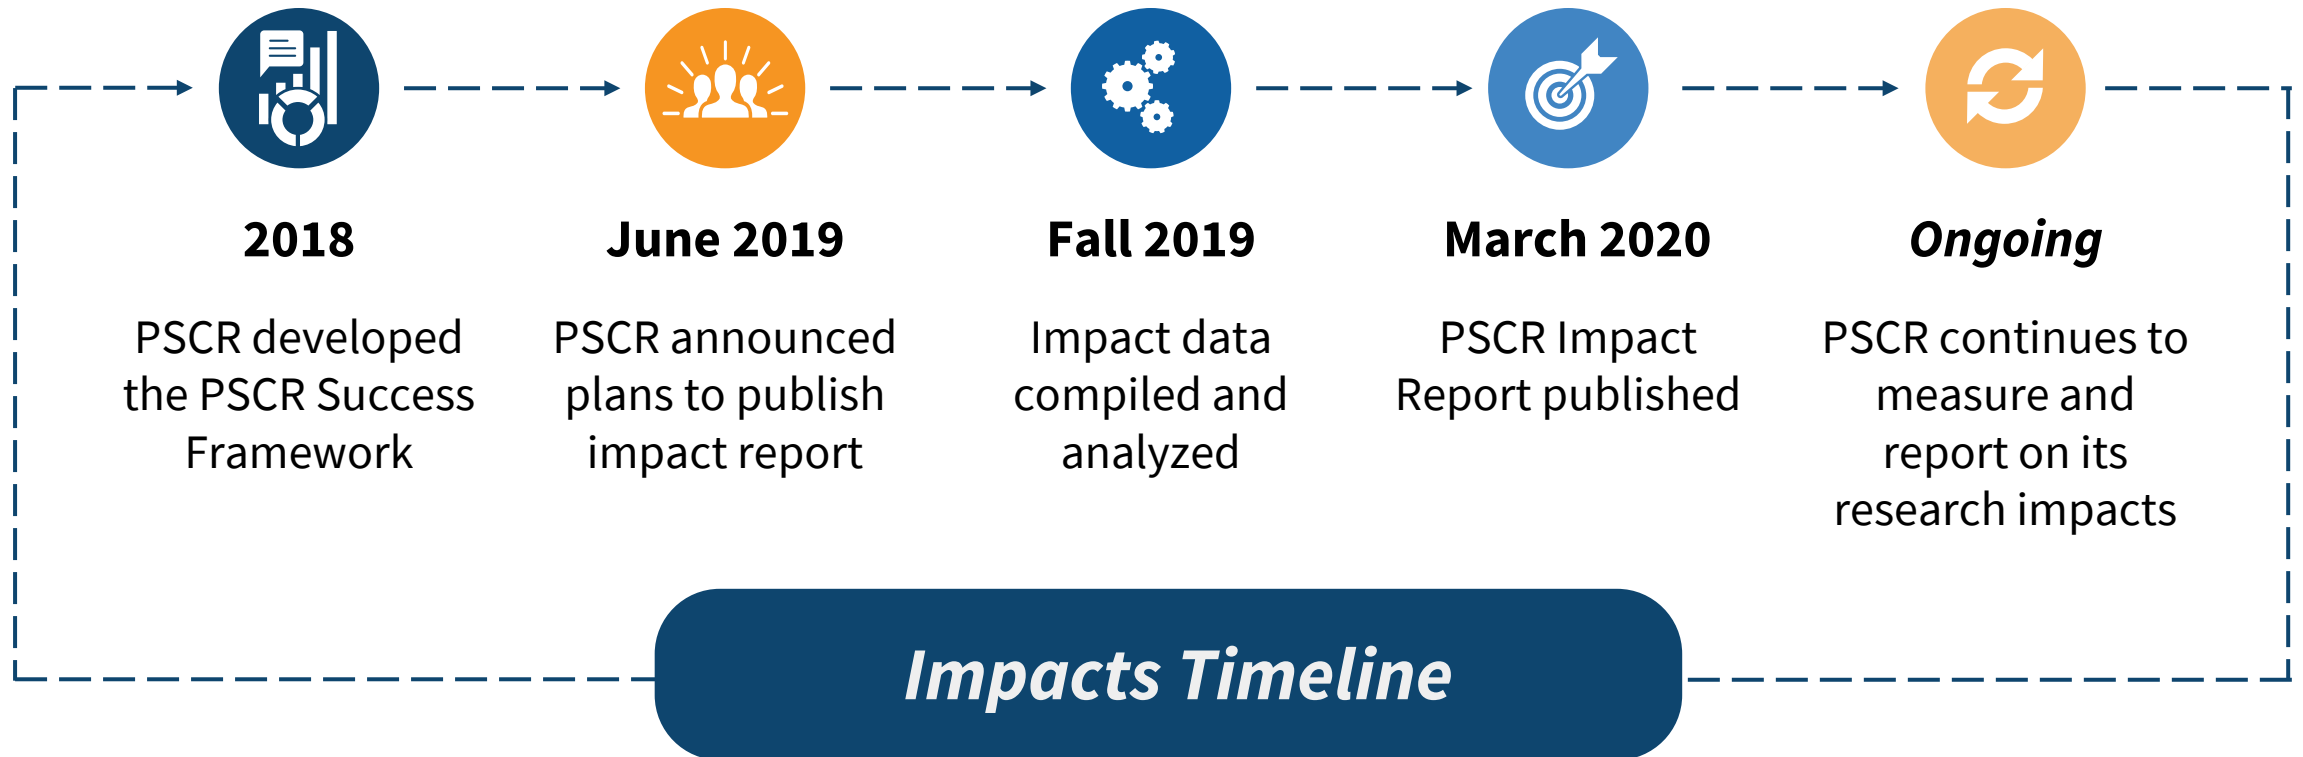 2018
PSCR developed
the PSCR Success
Framework
June 2019
PSCR announced
plans to publish
impact report
Fall 2019
Impact data
compiled and
analyzed
March 2020
PSCR Impact
Report published
Ongoing
PSCR continues to
measure and
report on its
research impacts
Impacts Timeline